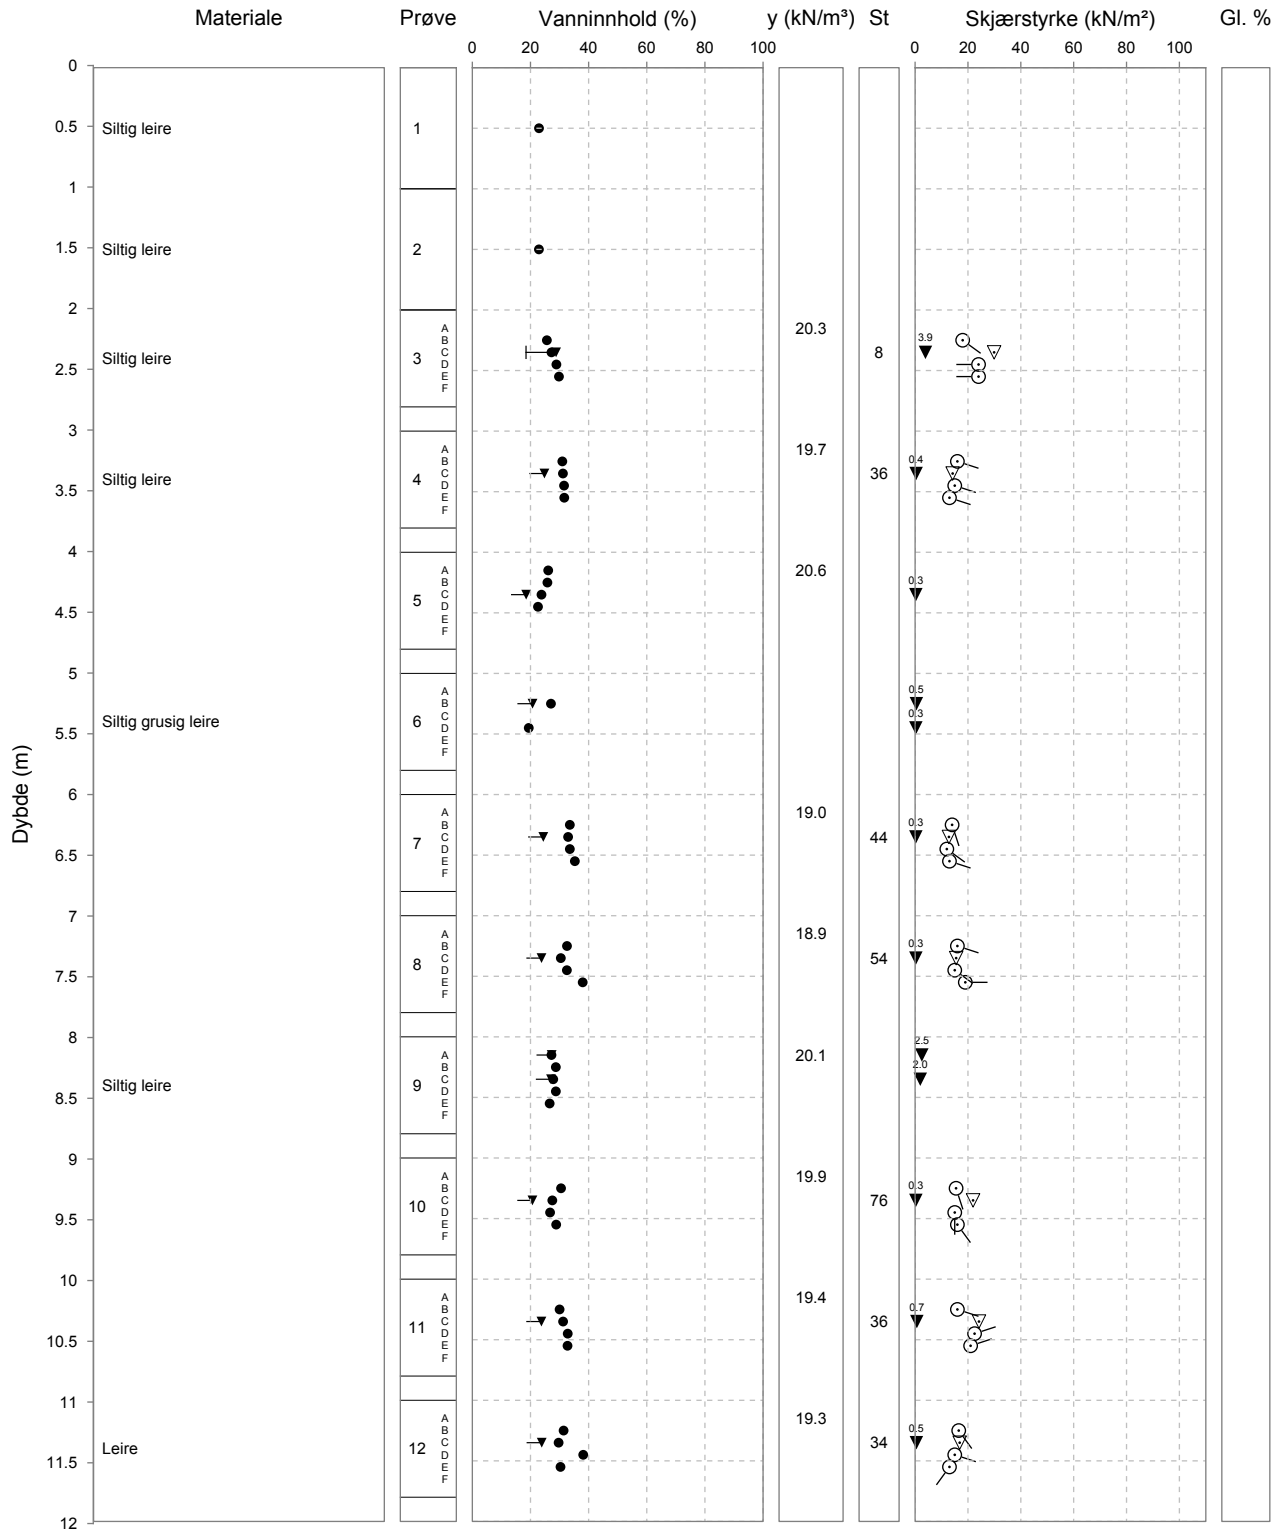 Materiale Prøve Vanninnhold (%) y (kN/m³) St Skjærstyrke (kN/m²) Gl. %
0 20 40 60 80 100 0 20 40 60 80 100
0
0.5 Siltig leire 1
1
1.5 Siltig leire 2
2
A 20.3
B
3.9
Siltig leire 3 C 8
2.5 D
E
F
3
A 19.7
B
0.4
Siltig leire 4 C 36
3.5 D
E
F
4
A 20.6
B
0.3
5 C
4.5 D
E
F
5
A
0.5
B
0.3
Siltig grusig leire 6 C
5.5 D
E
F
Dybde (m)
6
A 19.0
B
0.3
7 C 44
6.5 D
E
F
7
A 18.9
B
0.3
8 C 54
7.5 D
E
F
8
2.5
A 20.1
B
2.0
Siltig leire 9 C
8.5 D
E
F
9
A 19.9
B
0.3
10 C 76
9.5 D
E
F
10
A 19.4
B
0.7
11 C 36
10.5 D
E
F
11
A 19.3
B
0.5
Leire 12 C 34
11.5 D
E
F
12